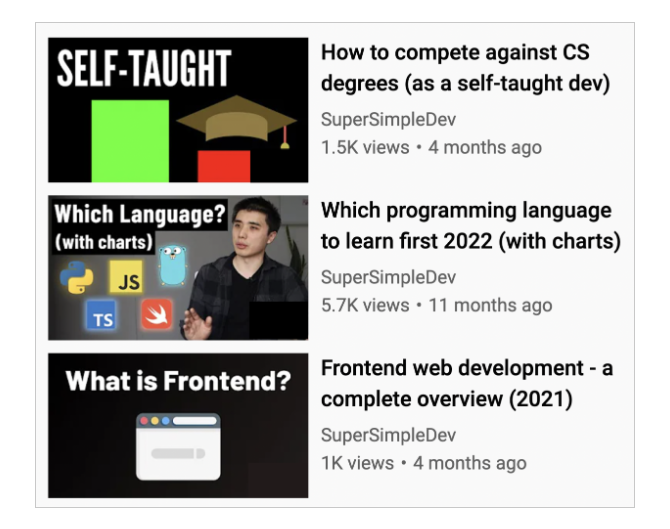 SELF-TAUGHT
How to compete against CS
degrees (as a self-taught dev)
SuperSimpleDev
1.5K views • 4 months ago
Which Language?
(with charts)
JS
TS
Which programming language
to learn first 2022 (with charts)
SuperSimpleDev
5.7K views • 11 months ago
What is Frontend?
Frontend web development - a
complete overview (2021)
SuperSimpleDev
1K views • 4 months ago